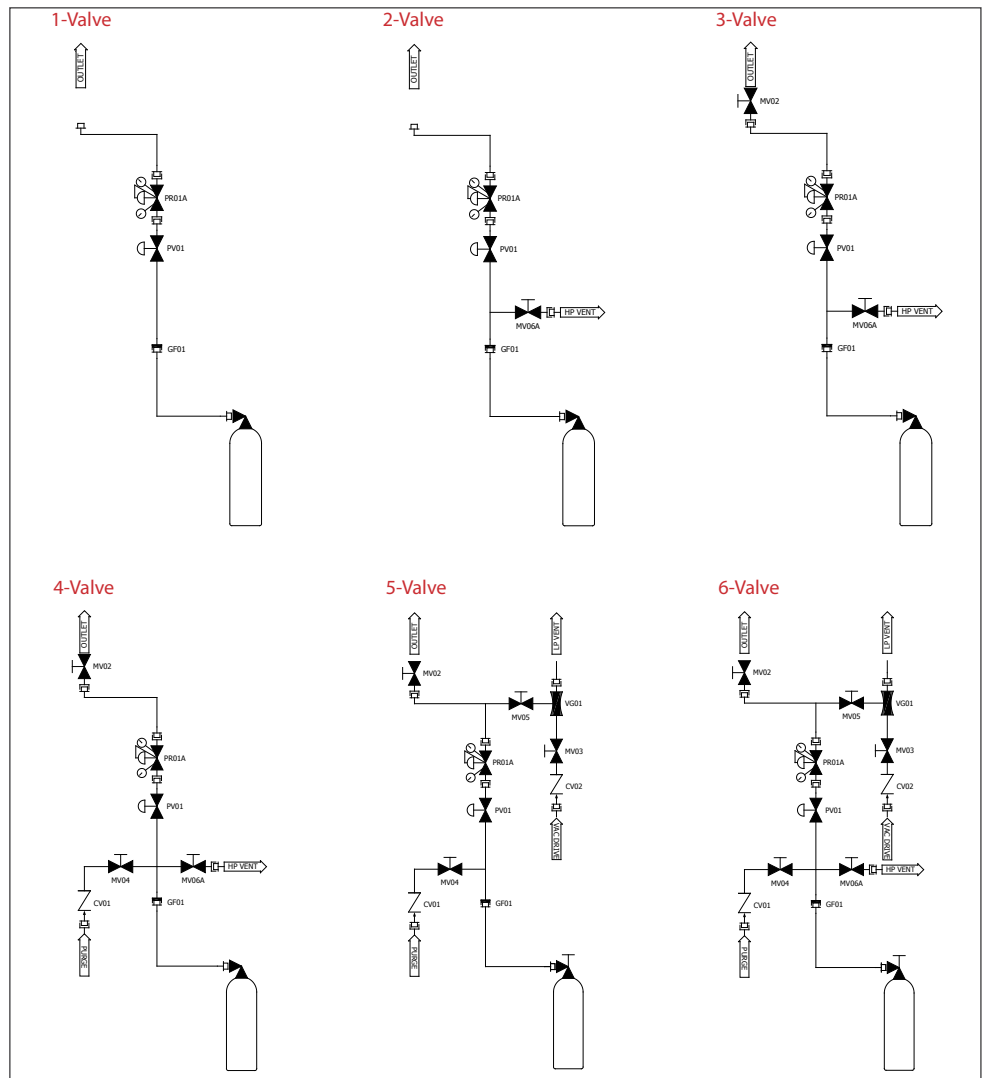 1-Valve
OUTLET
PR01A
PV01
GF01
2-Valve
OUTLET
PR01A
PV01
HP VENT
MV06A
GF01
3-Valve
OUTLET
MV02
PR01A
PV01
HP VENT
MV06A
GF01
4-Valve
OUTLET
MV02
PR01A
PV01
HP VENT
MV04
MV06A
CV01
GF01
PURGE
5-Valve
OUTLET
LP VENT
MV02
VG01
MV05
MV03
PR01A
CV02
PV01
VAC DRIVE
MV04
CV01
GF01
PURGE
6-Valve
OUTLET
LP VENT
MV02
VG01
MV05
MV03
PR01A
CV02
PV01
VAC DRIVE
HP VENT
MV04
MV06A
CV01
GF01
PURGE